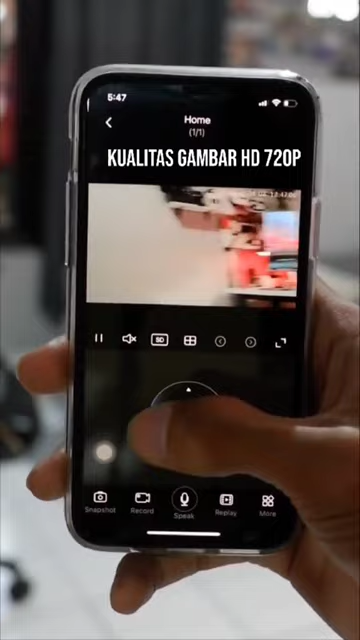 5:47
Home
(1/1)
KUALITAS GAMBAR HD 720P
SD
Snapshot
Record
Speak
Replay
More